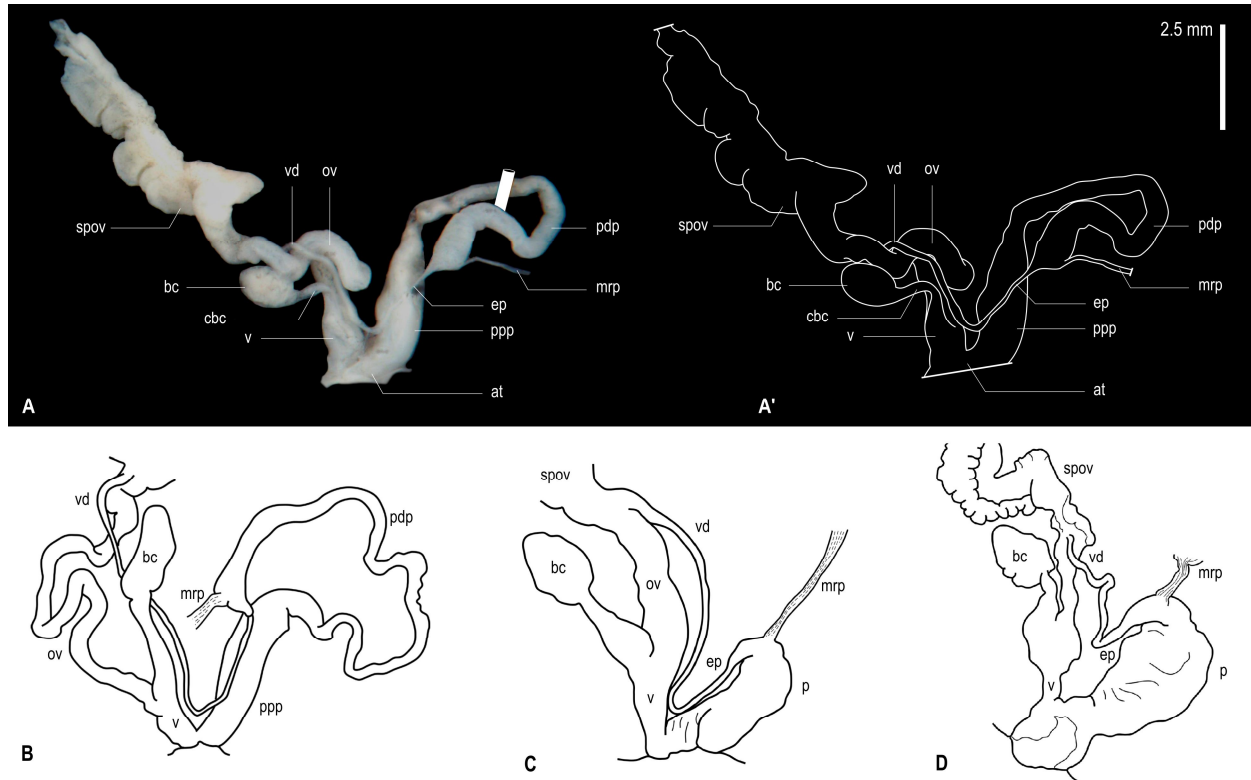 2.5 mm
vd
ov
spov
pdp
bc
mrp
cbc
ep
v
ppp
at
A
vd
ov
spov
pdp
bc
mrp
cbc
ep
v
ppp
at
A'
vd
pdp
bc
mrp
ov
ppp
v
B
spov
vd
bc
ov
mrp
ep
v
p
C
spov
bc
vd
mrp
ep
p
v
D